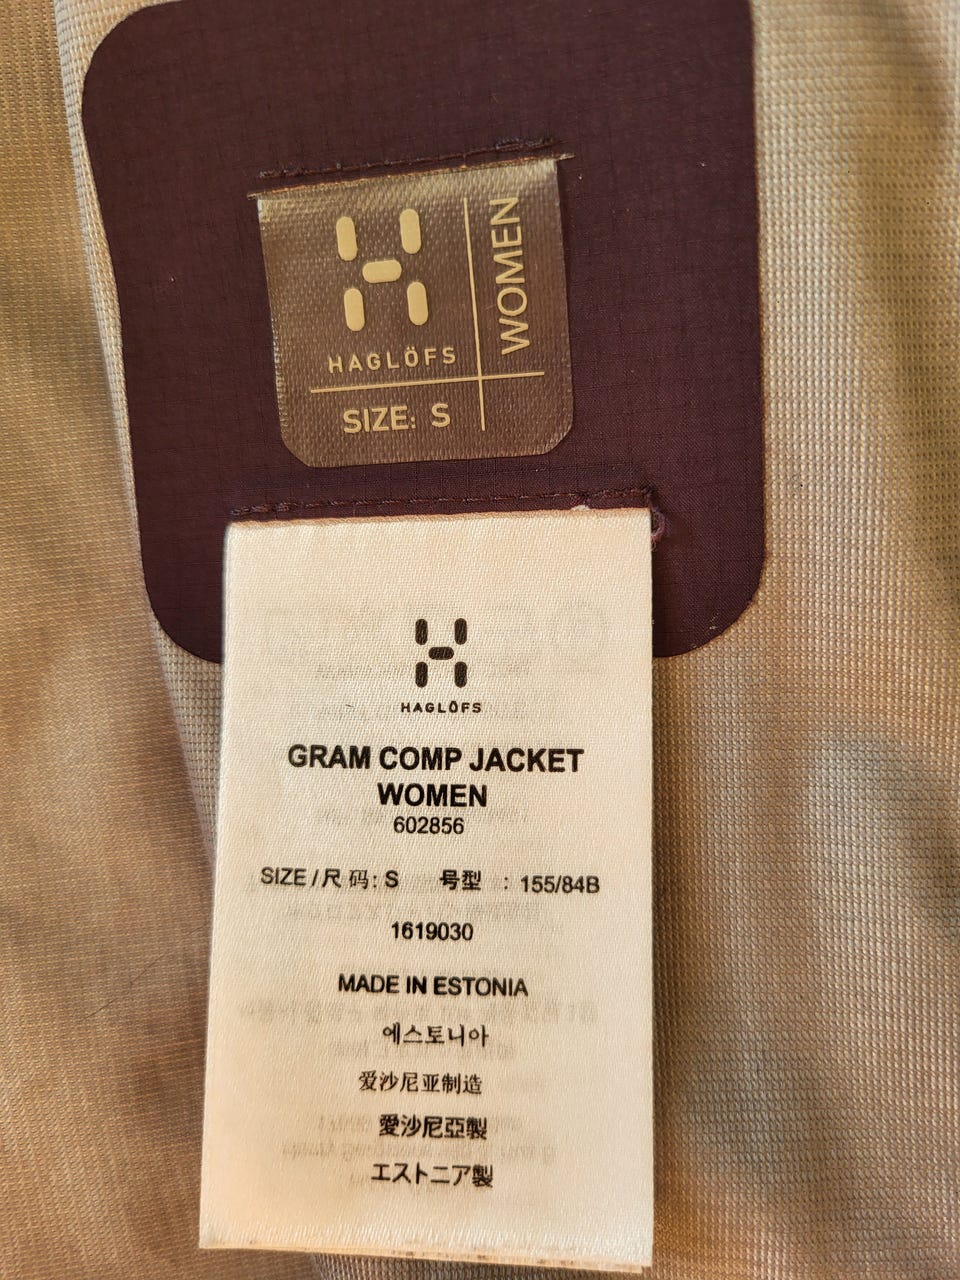 WOMEN
HAGLÖFS
SIZE: S
HAGLÖFS
GRAM COMP JACKET
WOMEN
602856
SIZE / 尺 码: S 号型 : 155/84B
1619030
MADE IN ESTONIA
에스토니아
爱沙尼亚制造
愛沙尼亞製
エストニア製